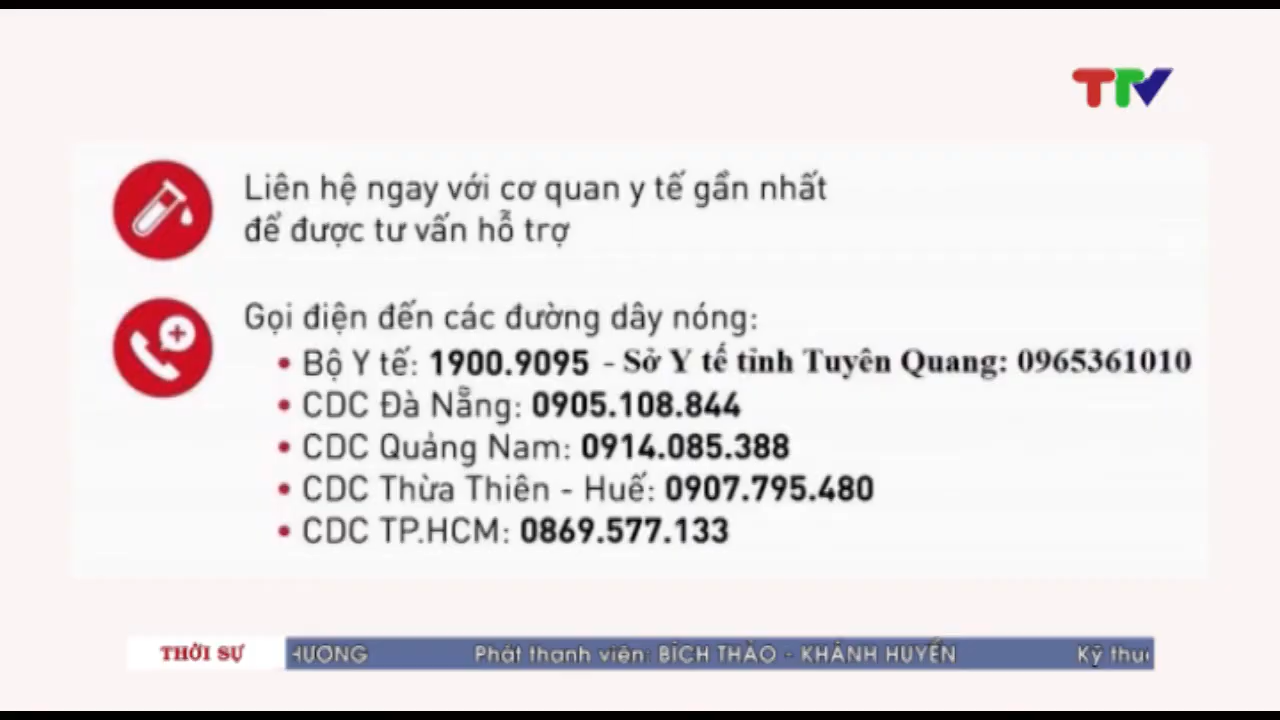 TTV
Liên hệ ngay với cơ quan y tế gần nhất
để được tư vấn hỗ trợ
Gọi điện đến các đường dây nóng:
• Bộ Y tế: 1900.9095 - Sở Y tế tỉnh Tuyên Quang: 0965361010
• CDC Đà Nẵng: 0905.108.844
• CDC Quảng Nam: 0914.085.388
• CDC Thừa Thiên - Huế: 0907.795.480
• CDC TP.HCM: 0869.577.133
THỜI SỰ HƯƠNG Phát thanh viên: BÍCH THẢO - KHÁNH HUYỀN Kỹ thu